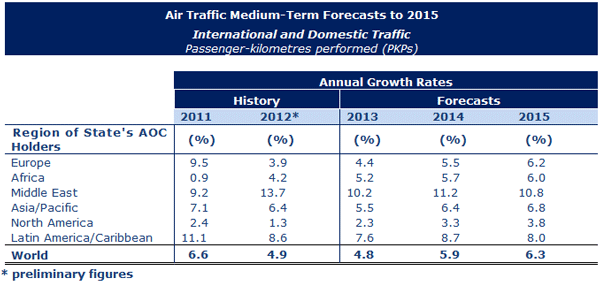 Air Traffic Medium-Term Forecasts to 2015
International and Domestic Traffic
Passenger-kilometres performed (PKPs)
Annual Growth Rates
History Forecasts
2011 2012* 2013 2014 2015
Region of State's AOC Holders (%) (%) (%) (%) (%)
Europe 9.5 3.9 4.4 5.5 6.2
Africa 0.9 4.2 5.2 5.7 6.0
Middle East 9.2 13.7 10.2 11.2 10.8
Asia/Pacific 7.1 6.4 5.5 6.4 6.8
North America 2.4 1.3 2.3 3.3 3.8
Latin America/Caribbean 11.1 8.6 7.6 8.7 8.0
World 6.6 4.9 4.8 5.9 6.3
* preliminary figures